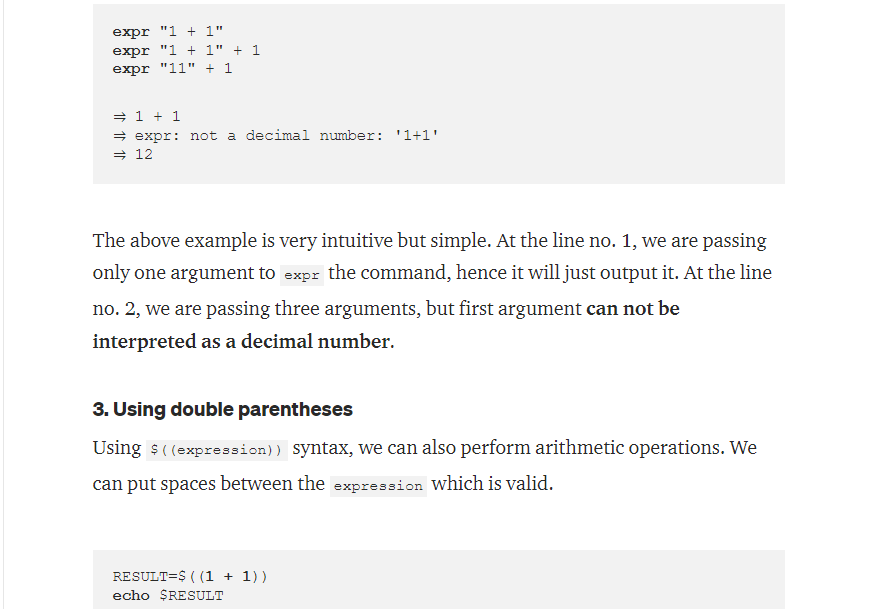 expr "1 + 1"
expr "1 + 1" + 1
expr "11" + 1
⇒ 1 + 1
⇒ expr: not a decimal number: '1+1'
⇒ 12
The above example is very intuitive but simple. At the line no. 1, we are passing
only one argument to expr the command, hence it will just output it. At the line
no. 2, we are passing three arguments, but first argument can not be
interpreted as a decimal number.
3. Using double parentheses
Using $((expression)) syntax, we can also perform arithmetic operations. We
can put spaces between the expression which is valid.
RESULT=$((1 + 1))
echo $RESULT